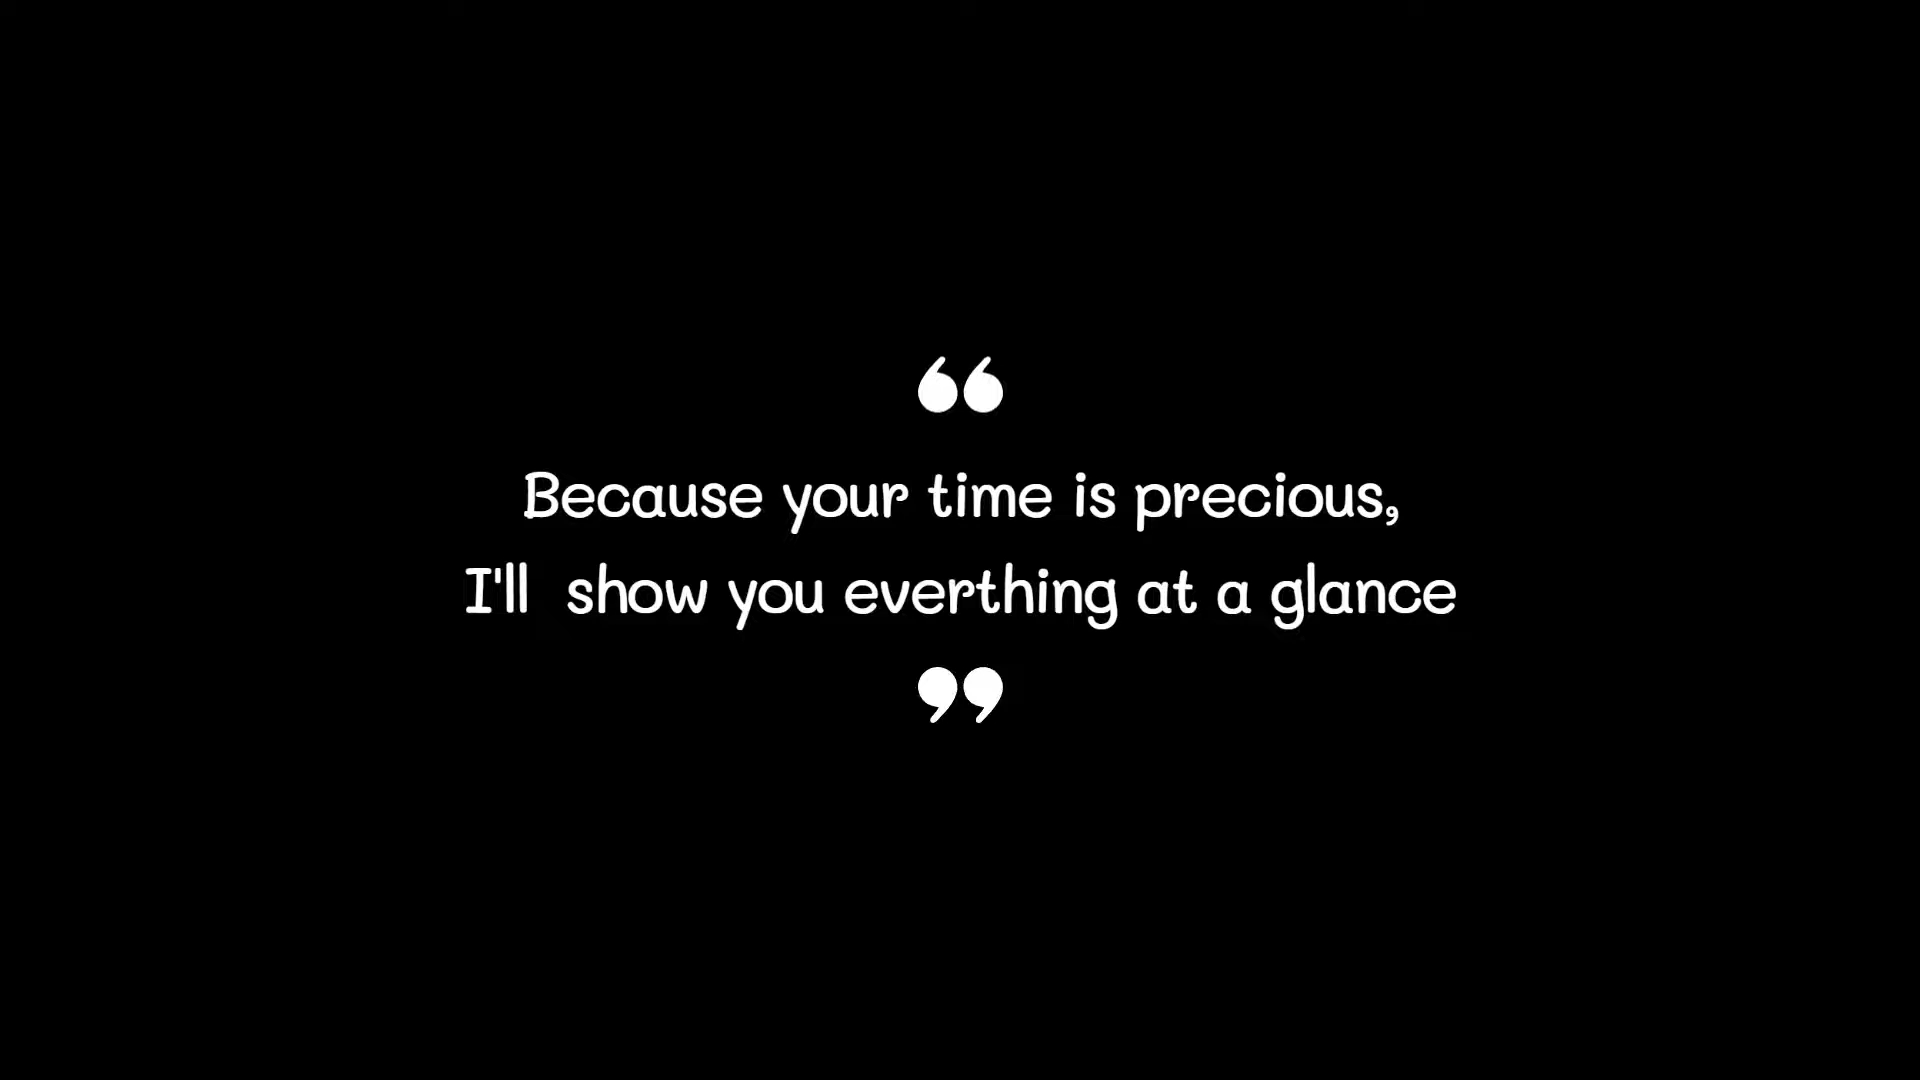 “
Because your time is precious,
I'll  show you everthing at a glance
”